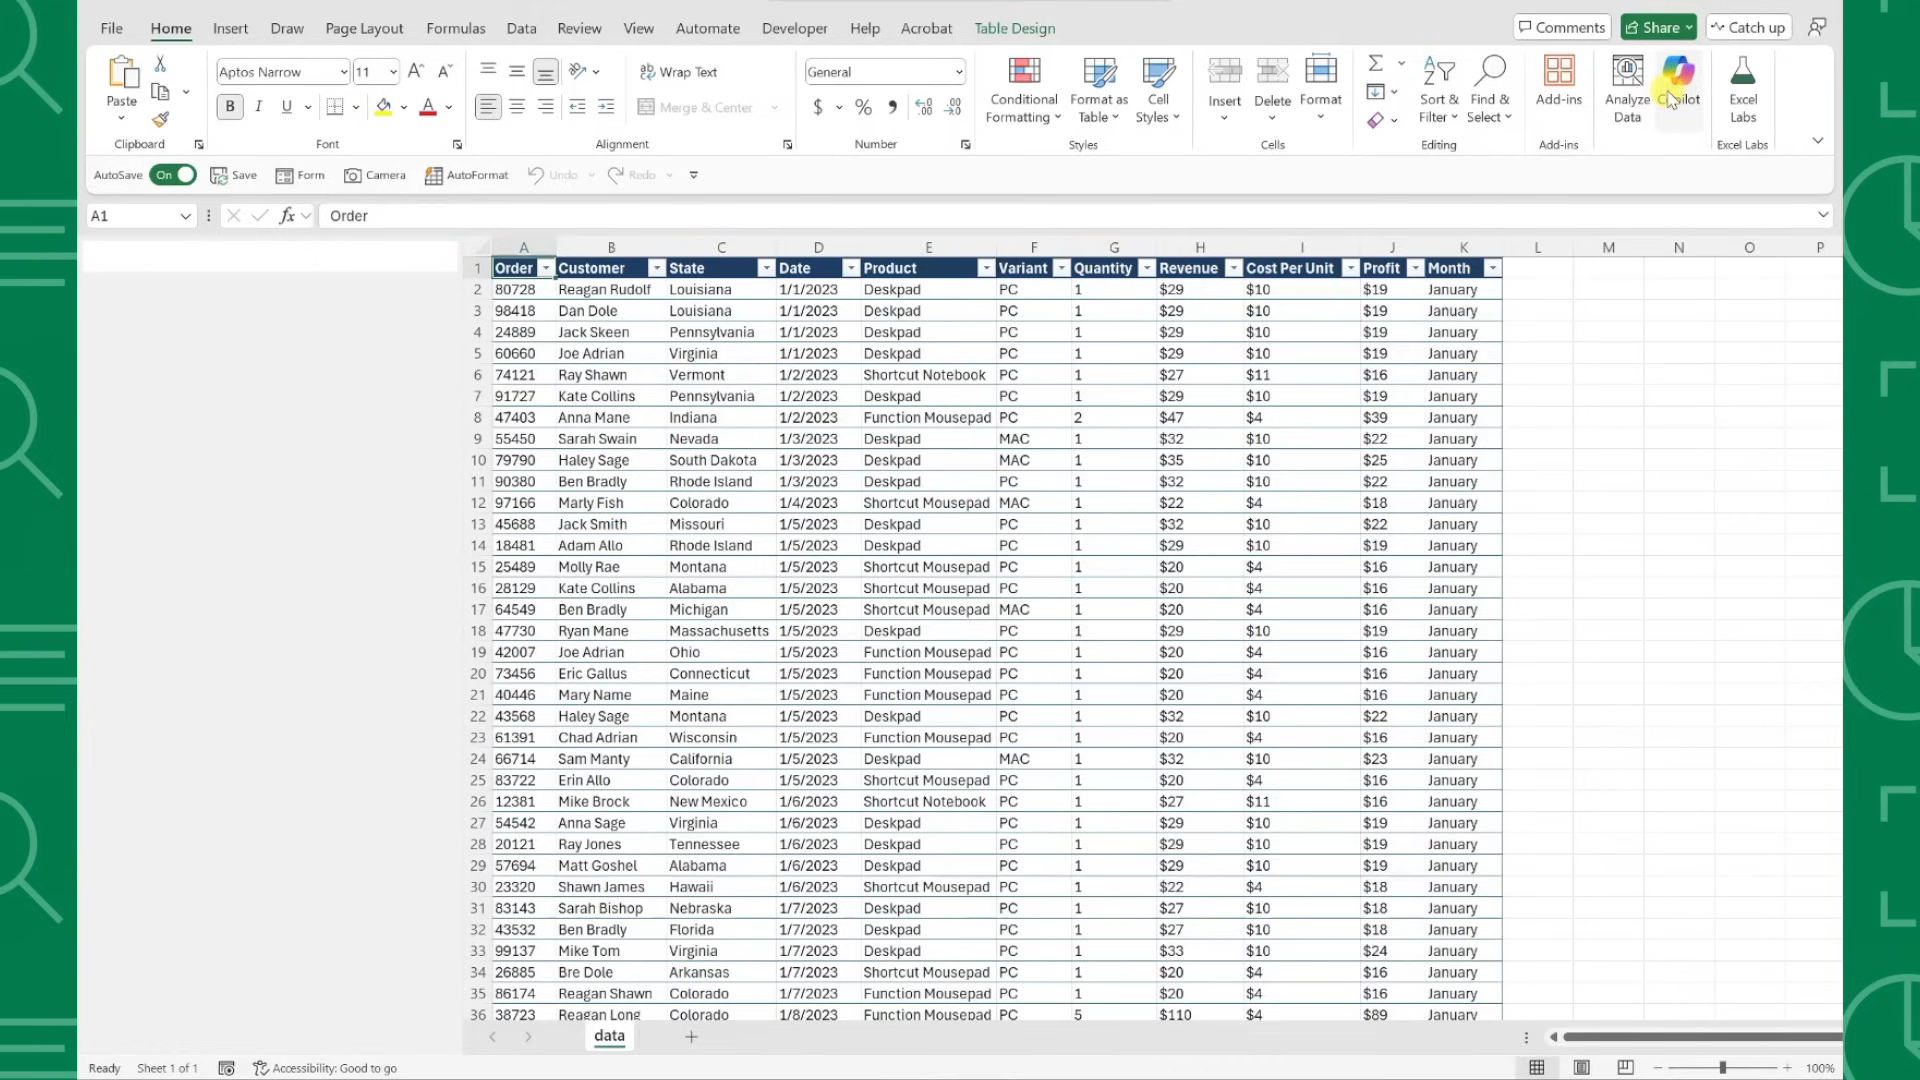 File Home Insert Draw Page Layout Formulas Data Review View Automate Developer Help Acrobat Table Design Comments Share Catch up
Paste Aptos Narrow 11 Wrap Text General Conditional Formatting Format as Table Cell Styles Insert Delete Format Sort & Filter Find & Select Add-ins Analyze Data Excel Labs
B I U Merge & Center $ %
Clipboard Font Alignment Number Styles Cells Editing Add-ins Excel Labs
AutoSave On Save Form Camera AutoFormat Undo Redo
A1 fx Order
A B C D E F G H I J K L M N O P
1 Order Customer State Date Product Variant Quantity Revenue Cost Per Unit Profit Month
2 80728 Reagan Rudolf Louisiana 1/1/2023 Deskpad PC 1 $29 $10 $19 January
3 98418 Dan Dole Louisiana 1/1/2023 Deskpad PC 1 $29 $10 $19 January
4 24889 Jack Skeen Pennsylvania 1/1/2023 Deskpad PC 1 $29 $10 $19 January
5 60660 Joe Adrian Virginia 1/1/2023 Deskpad PC 1 $29 $10 $19 January
6 74121 Ray Shawn Vermont 1/2/2023 Shortcut Notebook PC 1 $27 $11 $16 January
7 91727 Kate Collins Pennsylvania 1/2/2023 Deskpad PC 1 $29 $10 $19 January
8 47403 Anna Mane Indiana 1/2/2023 Function Mousepad PC 2 $47 $4 $39 January
9 55450 Sarah Swain Nevada 1/3/2023 Deskpad MAC 1 $32 $10 $22 January
10 79790 Haley Sage South Dakota 1/3/2023 Deskpad MAC 1 $35 $10 $25 January
11 90380 Ben Bradly Rhode Island 1/3/2023 Deskpad PC 1 $32 $10 $22 January
12 97166 Marly Fish Colorado 1/4/2023 Shortcut Mousepad MAC 1 $22 $4 $18 January
13 45688 Jack Smith Missouri 1/5/2023 Deskpad PC 1 $32 $10 $22 January
14 18481 Adam Allo Rhode Island 1/5/2023 Deskpad PC 1 $29 $10 $19 January
15 25489 Molly Rae Montana 1/5/2023 Shortcut Mousepad PC 1 $20 $4 $16 January
16 28129 Kate Collins Alabama 1/5/2023 Shortcut Mousepad PC 1 $20 $4 $16 January
17 64549 Ben Bradly Michigan 1/5/2023 Shortcut Mousepad MAC 1 $20 $4 $16 January
18 47730 Ryan Mane Massachusetts 1/5/2023 Deskpad PC 1 $29 $10 $19 January
19 42007 Joe Adrian Ohio 1/5/2023 Function Mousepad PC 1 $20 $4 $16 January
20 73456 Eric Gallus Connecticut 1/5/2023 Function Mousepad PC 1 $20 $4 $16 January
21 40446 Mary Name Maine 1/5/2023 Function Mousepad PC 1 $20 $4 $16 January
22 43568 Haley Sage Montana 1/5/2023 Deskpad PC 1 $32 $10 $22 January
23 61391 Chad Adrian Wisconsin 1/5/2023 Function Mousepad PC 1 $20 $4 $16 January
24 66714 Sam Manty California 1/5/2023 Deskpad MAC 1 $32 $10 $23 January
25 83722 Erin Allo Colorado 1/5/2023 Shortcut Mousepad PC 1 $20 $4 $16 January
26 12381 Mike Brock New Mexico 1/6/2023 Shortcut Notebook PC 1 $27 $11 $16 January
27 54542 Anna Sage Virginia 1/6/2023 Deskpad PC 1 $29 $10 $19 January
28 20121 Ray Jones Tennessee 1/6/2023 Deskpad PC 1 $29 $10 $19 January
29 57694 Matt Goshel Alabama 1/6/2023 Deskpad PC 1 $29 $10 $19 January
30 23320 Shawn James Hawaii 1/6/2023 Shortcut Mousepad PC 1 $22 $4 $18 January
31 83143 Sarah Bishop Nebraska 1/7/2023 Deskpad PC 1 $27 $10 $18 January
32 43532 Ben Bradly Florida 1/7/2023 Deskpad PC 1 $27 $10 $18 January
33 99137 Mike Tom Virginia 1/7/2023 Deskpad PC 1 $33 $10 $24 January
34 26885 Bre Dole Arkansas 1/7/2023 Shortcut Mousepad PC 1 $20 $4 $16 January
35 86174 Reagan Shawn Colorado 1/7/2023 Function Mousepad PC 1 $20 $4 $16 January
36 38723 Reagan Long Colorado 1/8/2023 Function Mousepad PC 5 $110 $4 $89 January
data
Ready Sheet 1 of 1 Accessibility: Good to go 100%